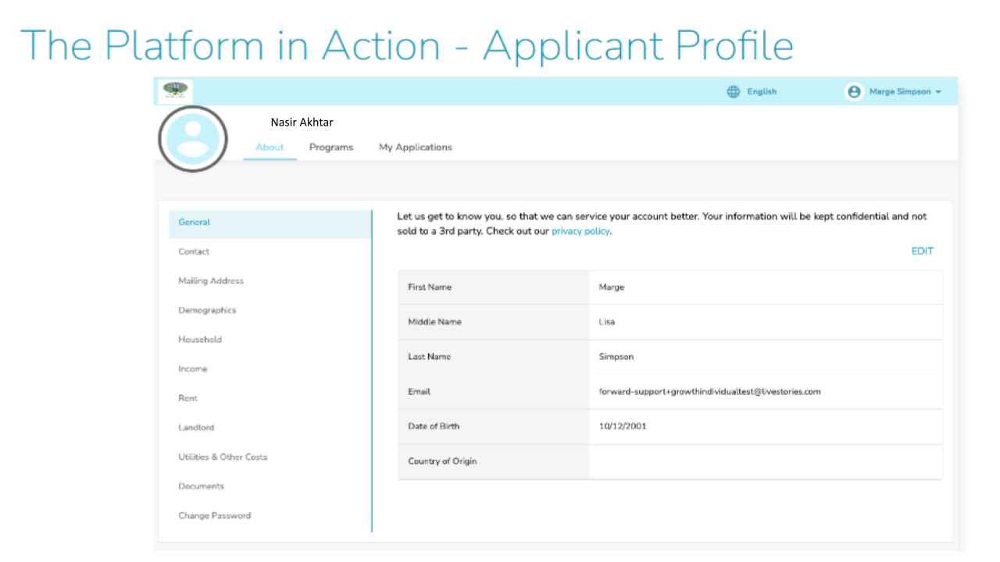 The Platform in Action - Applicant Profile
English
Marge Simpson
Nasir Akhtar
About Programs My Applications
General
Contact
Mailing Address
Demographics
Household
Income
Rent
Landlord
Utilities & Other Costs
Documents
Change Password
Let us get to know you, so that we can service your account better. Your information will be kept confidential and not
sold to a 3rd party. Check out our privacy policy.
EDIT
First Name Marge
Middle Name Lisa
Last Name Simpson
Email forward-support+growthindividualtest@livestories.com
Date of Birth 10/12/2001
Country of Origin